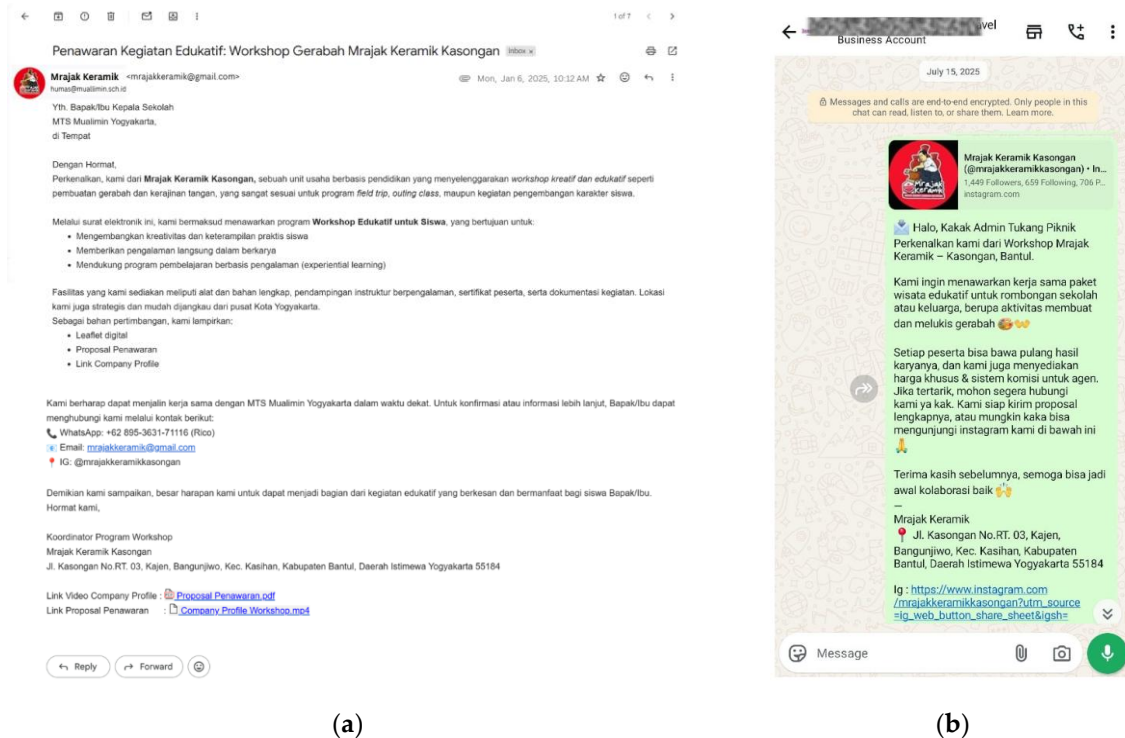 1 of 7
Penawaran Kegiatan Edukatif: Workshop Gerabah Mrajak Keramik Kasongan Inbox x
Mrajak Keramik <mrajakkeramik@gmail.com>
Mon, Jan 6, 2025, 10:12 AM
humas@muallimin.sch.id
Yth. Bapak/Ibu Kepala Sekolah
MTS Mualimin Yogyakarta,
di Tempat
Dengan Hormat,
Perkenalkan, kami dari Mrajak Keramik Kasongan, sebuah unit usaha berbasis pendidikan yang menyelenggarakan workshop kreatif dan edukatif seperti
pembuatan gerabah dan kerajinan tangan, yang sangat sesuai untuk program field trip, outing class, maupun kegiatan pengembangan karakter siswa.
Melalui surat elektronik ini, kami bermaksud menawarkan program Workshop Edukatif untuk Siswa, yang bertujuan untuk:
• Mengembangkan kreativitas dan keterampilan praktis siswa
• Memberikan pengalaman langsung dalam berkarya
• Mendukung program pembelajaran berbasis pengalaman (experiential learning)
Fasilitas yang kami sediakan meliputi alat dan bahan lengkap, pendampingan instruktur berpengalaman, sertifikat peserta, serta dokumentasi kegiatan. Lokasi
kami juga strategis dan mudah dijangkau dari pusat Kota Yogyakarta.
Sebagai bahan pertimbangan, kami lampirkan:
• Leaflet digital
• Proposal Penawaran
• Link Company Profile
Kami berharap dapat menjalin kerja sama dengan MTS Mualimin Yogyakarta dalam waktu dekat. Untuk konfirmasi atau informasi lebih lanjut, Bapak/Ibu dapat
menghubungi kami melalui kontak berikut:
📞 WhatsApp: +62 895-3631-71116 (Rico)
📧 Email: mrajakkeramik@gmail.com
📍 IG: @mrajakkeramikkasongan
Demikian kami sampaikan, besar harapan kami untuk dapat menjadi bagian dari kegiatan edukatif yang berkesan dan bermanfaat bagi siswa Bapak/Ibu.
Hormat kami,
Koordinator Program Workshop
Mrajak Keramik Kasongan
Jl. Kasongan No.RT. 03, Kajen, Bangunjiwo, Kec. Kasihan, Kabupaten Bantul, Daerah Istimewa Yogyakarta 55184
Link Video Company Profile : Proposal Penawaran.pdf
Link Proposal Penawaran : Company Profile Workshop.mp4
Reply
Forward
(a)
Business Account
July 15, 2025
Messages and calls are end-to-end encrypted. Only people in this
chat can read, listen to, or share them. Learn more.
Mrajak
Mrajak Keramik Kasongan
(@mrajakkeramikkasongan) • In...
1,449 Followers, 659 Following, 706 P...
instagram.com
📩 Halo, Kakak Admin Tukang Piknik
Perkenalkan kami dari Workshop Mrajak
Keramik – Kasongan, Bantul.
Kami ingin menawarkan kerja sama paket
wisata edukatif untuk rombongan sekolah
atau keluarga, berupa aktivitas membuat
dan melukis gerabah
Setiap peserta bisa bawa pulang hasil
karyanya, dan kami juga menyediakan
harga khusus & sistem komisi untuk agen.
Jika tertarik, mohon segera hubungi
kami ya kak. Kami siap kirim proposal
lengkapnya, atau mungkin kaka bisa
mengunjungi instagram kami di bawah ini
🙏
Terima kasih sebelumnya, semoga bisa jadi
awal kolaborasi baik 🙌
—
Mrajak Keramik
📍 Jl. Kasongan No.RT. 03, Kajen,
Bangunjiwo, Kec. Kasihan, Kabupaten
Bantul, Daerah Istimewa Yogyakarta 55184
Ig : https://www.instagram.com
/mrajakkeramikkasongan?utm_source
=ig_web_button_share_sheet&igsh=
Message
(b)